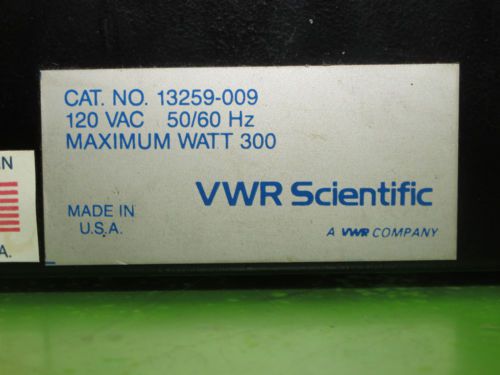 CAT. NO. 13259-009
120 VAC 50/60 Hz
MAXIMUM WATT 300
VWR Scientific
MADE IN
U.S.A.
A VWR COMPANY